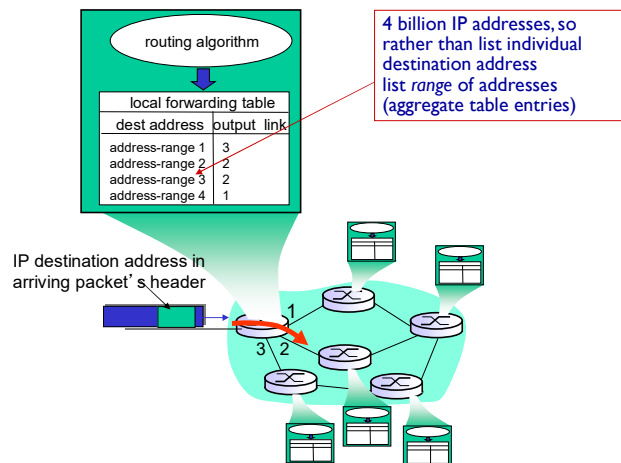 routing algorithm
4 billion IP addresses, so
rather than list individual
destination address
list range of addresses
(aggregate table entries)
local forwarding table
dest address output link
address-range 1 3
address-range 2 2
address-range 3 2
address-range 4 1
IP destination address in
arriving packet’s header
1
3 2